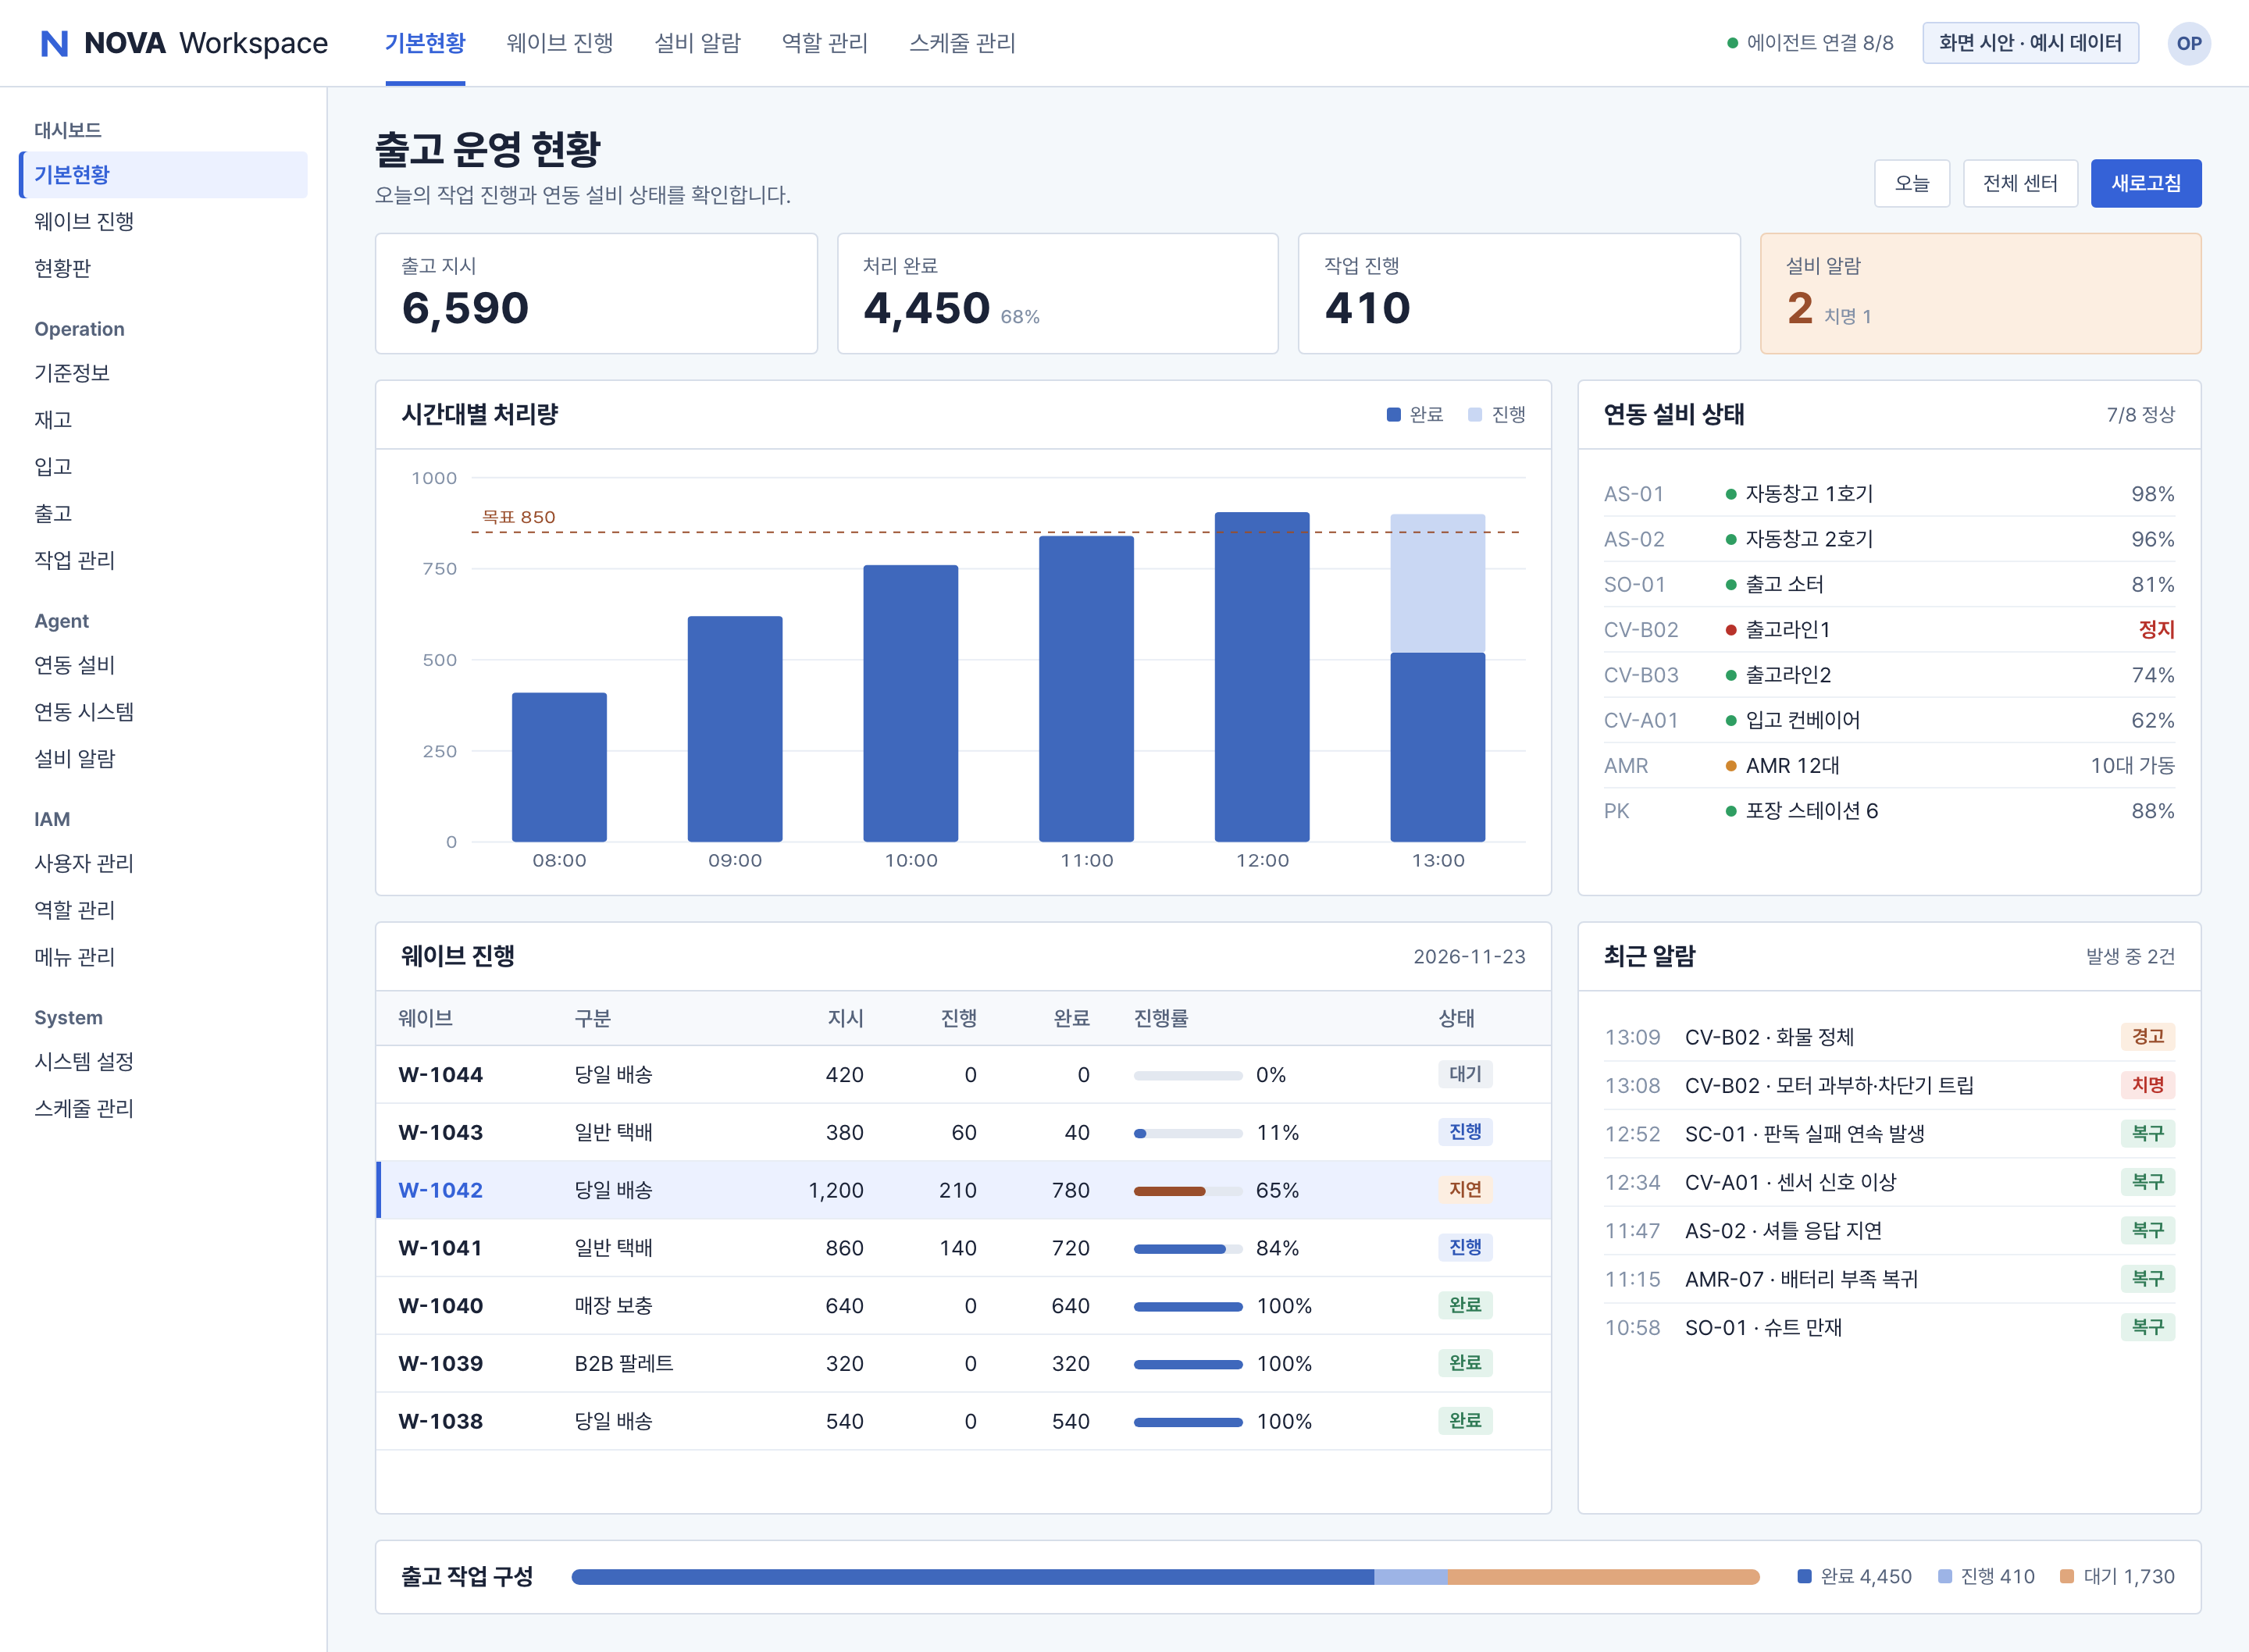 NOVA Workspace 기본현황 웨이브 진행 설비 알람 역할 관리 스케줄 관리 에이전트 연결 8/8 화면 시안 · 예시 데이터 OP
대시보드
기본현황
웨이브 진행
현황판
Operation
기준정보
재고
입고
출고
작업 관리
Agent
연동 설비
연동 시스템
설비 알람
IAM
사용자 관리
역할 관리
메뉴 관리
System
시스템 설정
스케줄 관리
출고 운영 현황
오늘의 작업 진행과 연동 설비 상태를 확인합니다.
오늘 전체 센터 새로고침
출고 지시
6,590
처리 완료
4,450 68%
작업 진행
410
설비 알람
2 치명 1
시간대별 처리량 완료 진행
1000
목표 850
750
500
250
0
08:00 09:00 10:00 11:00 12:00 13:00
연동 설비 상태 7/8 정상
AS-01 자동창고 1호기 98%
AS-02 자동창고 2호기 96%
SO-01 출고 소터 81%
CV-B02 출고라인1 정지
CV-B03 출고라인2 74%
CV-A01 입고 컨베이어 62%
AMR AMR 12대 10대 가동
PK 포장 스테이션 6 88%
웨이브 진행 2026-11-23
웨이브 구분 지시 진행 완료 진행률 상태
W-1044 당일 배송 420 0 0 0% 대기
W-1043 일반 택배 380 60 40 11% 진행
W-1042 당일 배송 1,200 210 780 65% 지연
W-1041 일반 택배 860 140 720 84% 진행
W-1040 매장 보충 640 0 640 100% 완료
W-1039 B2B 팔레트 320 0 320 100% 완료
W-1038 당일 배송 540 0 540 100% 완료
최근 알람 발생 중 2건
13:09 CV-B02 · 화물 정체 경고
13:08 CV-B02 · 모터 과부하·차단기 트립 치명
12:52 SC-01 · 판독 실패 연속 발생 복구
12:34 CV-A01 · 센서 신호 이상 복구
11:47 AS-02 · 셔틀 응답 지연 복구
11:15 AMR-07 · 배터리 부족 복귀 복구
10:58 SO-01 · 슈트 만재 복구
출고 작업 구성 완료 4,450 진행 410 대기 1,730